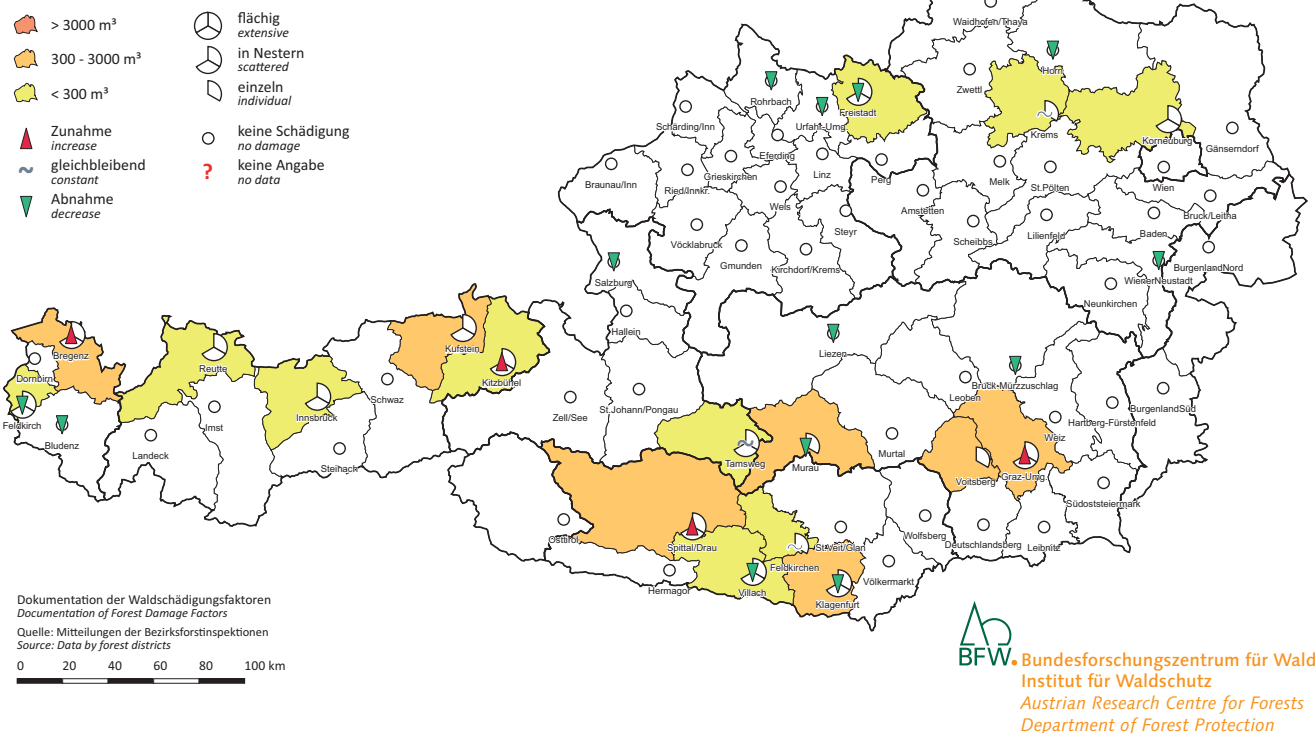 > 3000 m³
300 - 3000 m³
< 300 m³
Zunahme
increase
gleichbleibend
constant
Abnahme
decrease
flächig
extensive
in Nestern
scattered
einzeln
individual
keine Schädigung
no damage
?
keine Angabe
no data
Waidhofen/Thaya
Horn
Zwettl
Rohrbach
Freistadt
Urfahr-Umg.
Schärding/Inn
Krems
Korneuburg
Gänserndorf
Eferding
Grieskirchen
Linz
Perg
Melk
St.Pölten
Wien
Braunau/Inn
Ried/Innkr.
Wels
Amstetten
Bruck/Leitha
Steyr
Scheibbs
Lilienfeld
Baden
Vöcklabruck
Gmunden
Kirchdorf/Krems
BurgenlandNord
Salzburg
WienerNeustadt
Neunkirchen
Hallein
Bregenz
Kufstein
Liezen
Reutte
Dornbirn
Kitzbühel
Bruck-Mürzzuschlag
Schwaz
Leoben
Zell/See
St.Johann/Pongau
BurgenlandSüd
Feldkirch
Innsbruck
Imst
Hartberg-Fürstenfeld
Bludenz
Weiz
Landeck
Steinach
Tamsweg
Murau
Murtal
Voitsberg
Graz-Umg.
Südoststeiermark
Osttirol
Spittal/Drau
St.Veit/Glan
Wolfsberg
Deutschlandsberg
Leibnitz
Feldkirchen
Hermagor
Villach
Völkermarkt
Klagenfurt
Dokumentation der Waldschädigungsfaktoren
Documentation of Forest Damage Factors
Quelle: Mitteilungen der Bezirksforstinspektionen
Source: Data by forest districts
0 20 40 60 80 100 km
BFW
Bundesforschungszentrum für Wald
Institut für Waldschutz
Austrian Research Centre for Forests
Department of Forest Protection